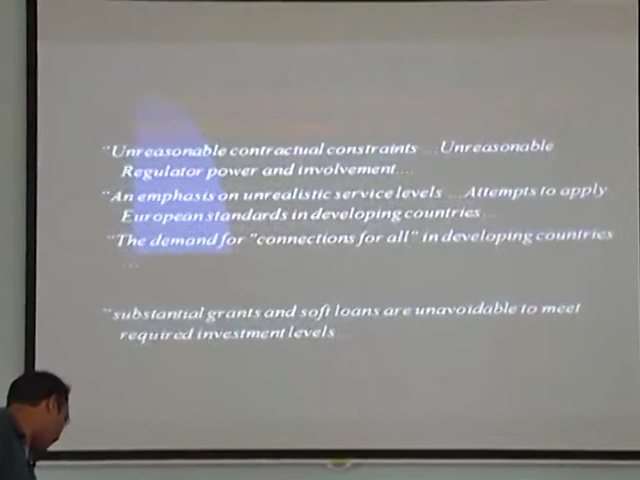 "Unreasonable contractual constraints ...Unreasonable
Regulator power and involvement....
"An emphasis on unrealistic service levels ...Attempts to apply
European standards in developing countries...
"The demand for "connections for all" in developing countries
...
"substantial grants and soft loans are unavoidable to meet
required investment levels